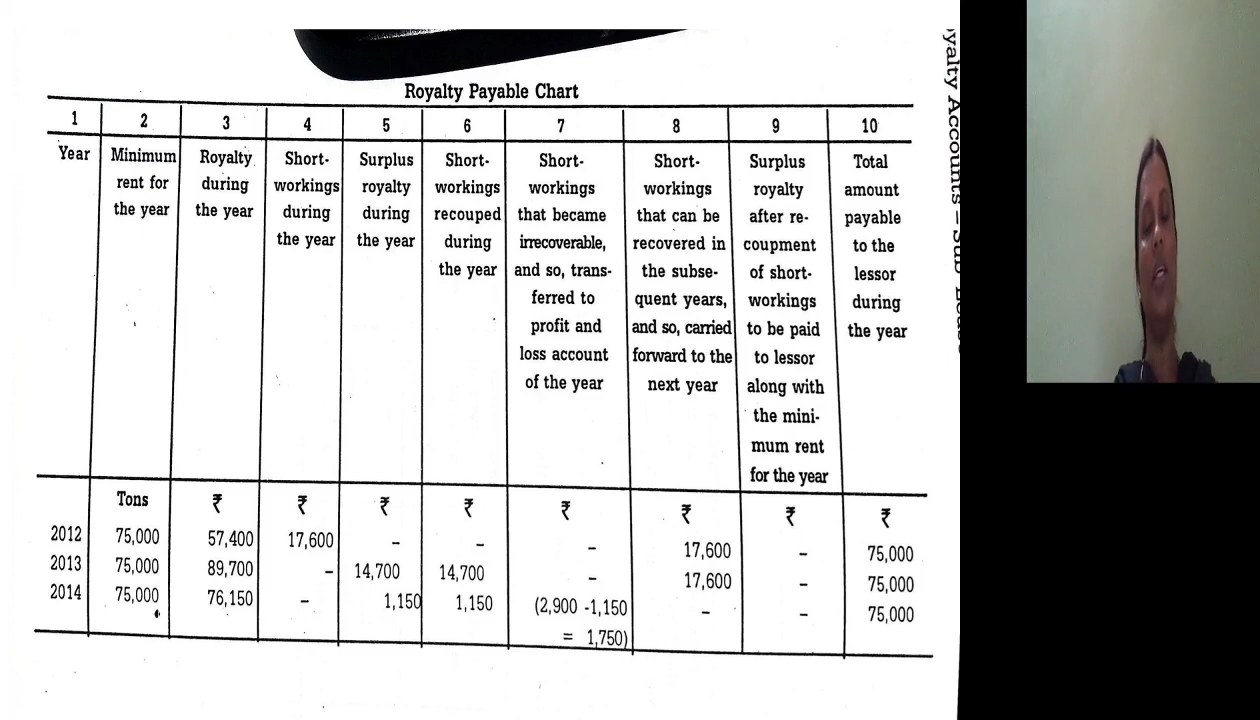 Royalty Payable Chart
1 2 3 4 5 6 7 8 9 10
Year Minimum Royalty Short- Surplus Short- Short- Short- Surplus Total
rent for during workings royalty workings workings workings royalty amount
the year the year during during recouped that became that can be after re- payable
the year the year during irrecoverable, recovered in coupment to the
the year and so, trans- the subse- of short- lessor
ferred to quent years, workings during
profit and and so, carried to be paid the year
loss account forward to the to lessor
of the year next year along with
the mini-
mum rent
for the year
Tons ₹ ₹ ₹ ₹ ₹ ₹ ₹ ₹
2012 75,000 57,400 17,600 – – – 17,600 – 75,000
2013 75,000 89,700 – 14,700 14,700 – 17,600 – 75,000
2014 75,000 76,150 – 1,150 1,150 (2,900 -1,150 – – 75,000
= 1,750)
yalty Accounts – Sub